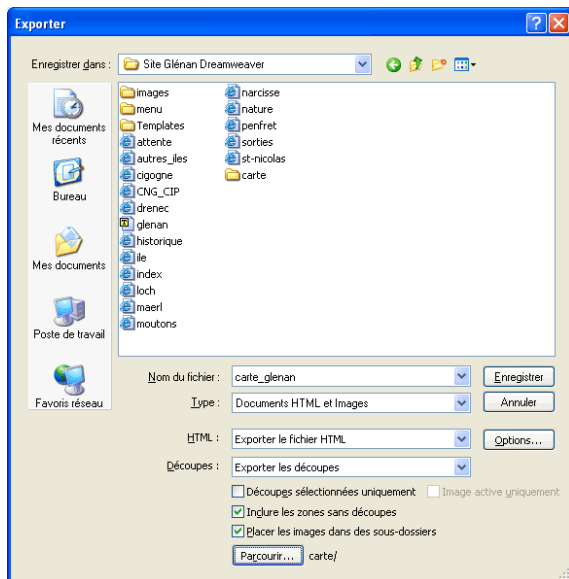 Exporter
Enregistrer dans : Site Glénan Dreamweaver
Mes documents récents
Bureau
Mes documents
Poste de travail
Favoris réseau
images
menu
Templates
attente
autres_iles
cigogne
CNG_CIP
drenec
glenan
historique
ile
index
loch
maerl
moutons
narcisse
nature
penfret
sorties
st-nicolas
carte
Nom du fichier : carte_glenan Enregistrer
Type : Documents HTML et Images Annuler
HTML : Exporter le fichier HTML Options...
Découpes : Exporter les découpes
Découpes sélectionnées uniquement Image active uniquement
Inclure les zones sans découpes
Placer les images dans des sous-dossiers
Parcourir... carte/